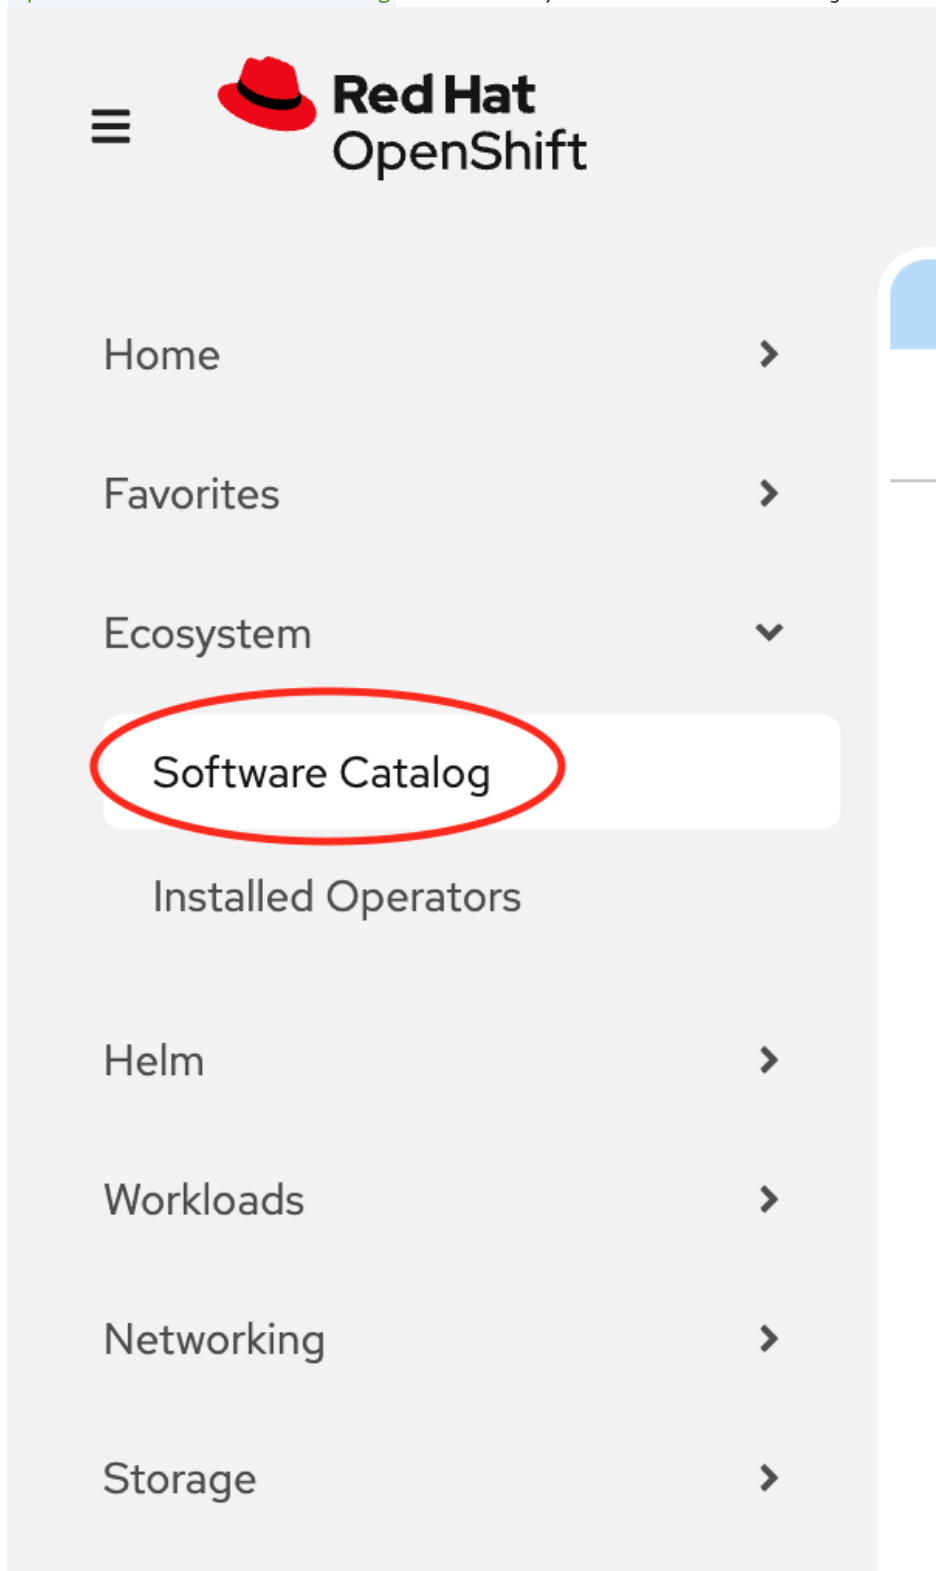 Red Hat
OpenShift
Home
Favorites
Ecosystem
Software Catalog
Installed Operators
Helm
Workloads
Networking
Storage